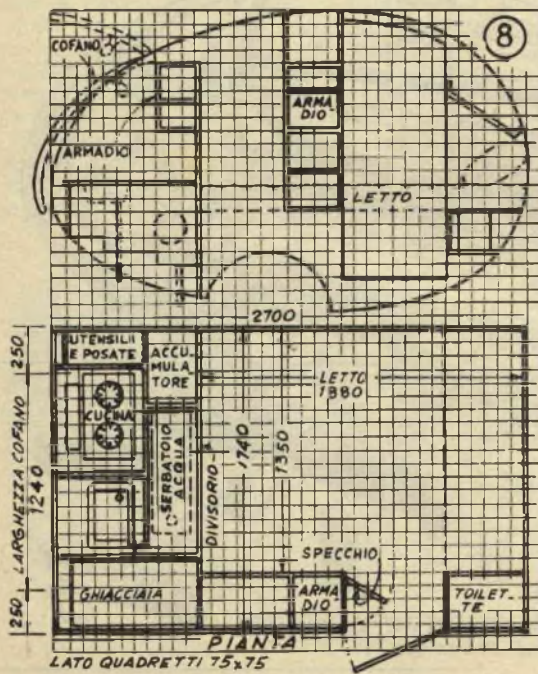 8
COFANO
ARMA
DIO
ARMADIO
LETTO
2700
250
UTENSILI
E POSATE
ACCU-
MULA
TORE
LETTO
1880
CUCINA
LARGHEZZA COFANO
1240
SERBATOIO
ACQUA
DIVISORIO
1740
1350
SPECCHIO
250
GHIACCIAIA
ARMA
DIO
TOILET-
TE
PIANTA
LATO QUADRETTI 75x75